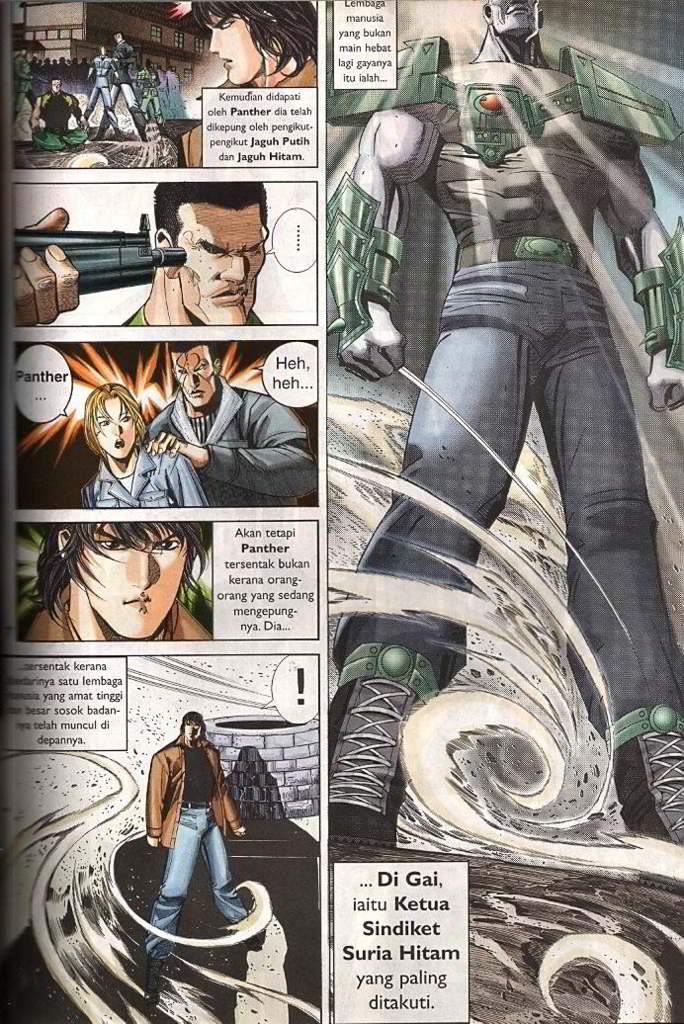 Kemudian didapati
oleh Panther dia telah
dikepung oleh pengikut-
pengikut Jaguh Putih
dan Jaguh Hitam.
......
Panther
...
Heh,
heh...
Akan tetapi
Panther
tersentak bukan
kerana orang-
orang yang sedang
mengepung-
nya. Dia...
...tersentak kerana
satu lembaga
yang amat tinggi
besar sosok badan-
telah muncul di
depannya.
!
Lembaga
manusia
yang bukan
main hebat
lagi gayanya
itu ialah...
... Di Gai,
iaitu Ketua
Sindiket
Suria Hitam
yang paling
ditakuti.